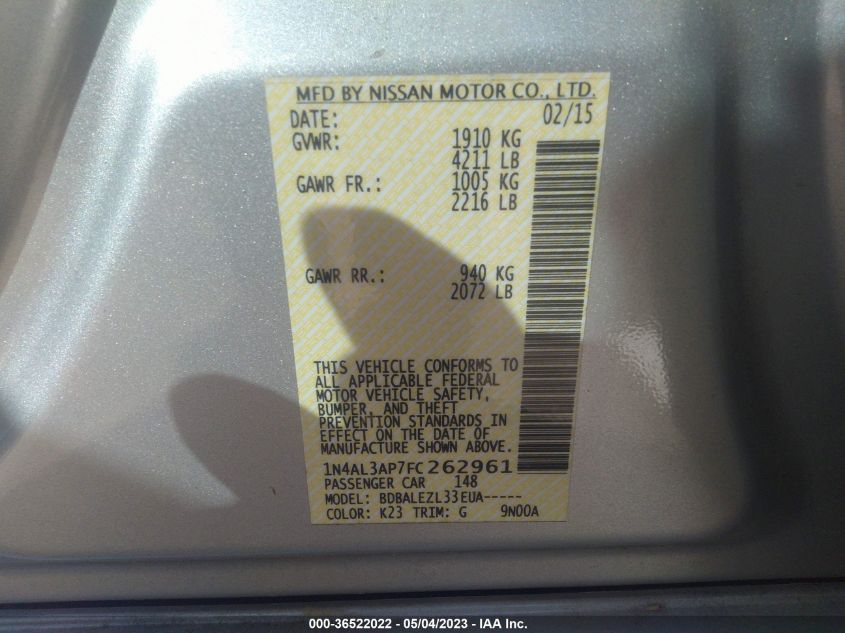 MFD BY NISSAN MOTOR CO., LTD.
DATE: 02/15
GVWR: 1910 KG
4211 LB
GAWR FR.: 1005 KG
2216 LB
GAWR RR.: 940 KG
2072 LB
THIS VEHICLE CONFORMS TO
ALL APPLICABLE FEDERAL
MOTOR VEHICLE SAFETY,
BUMPER, AND THEFT
PREVENTION STANDARDS IN
EFFECT ON THE DATE OF
MANUFACTURE SHOWN ABOVE.
1N4AL3AP7FC262961
PASSENGER CAR 148
MODEL: BDBALEZL33EUA-----
COLOR: K23 TRIM: G 9N00A
000-36522022 - 05/04/2023 - IAA Inc.